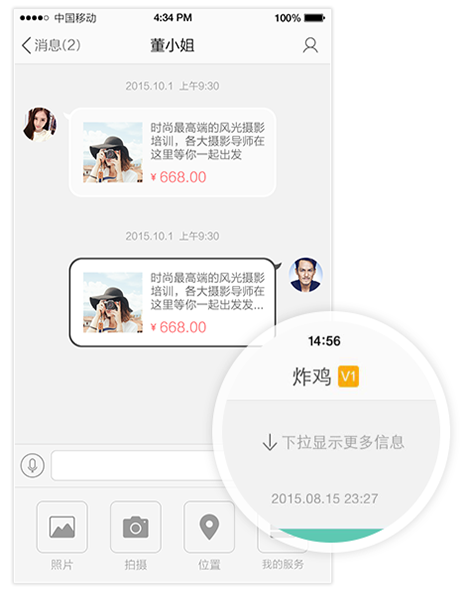 中国移动 4:34 PM 100%
消息(2) 董小姐
2015.10.1 上午9:30
时尚最高端的风光摄影
培训，各大摄影导师在
这里等你一起出发
¥ 668.00
2015.10.1 上午9:30
时尚最高端的风光摄影
培训，各大摄影导师在
这里等你一起出发发...
¥ 668.00
14:56
炸鸡 V1
下拉显示更多信息
2015.08.15 23:27
照片 拍摄 位置 我的服务